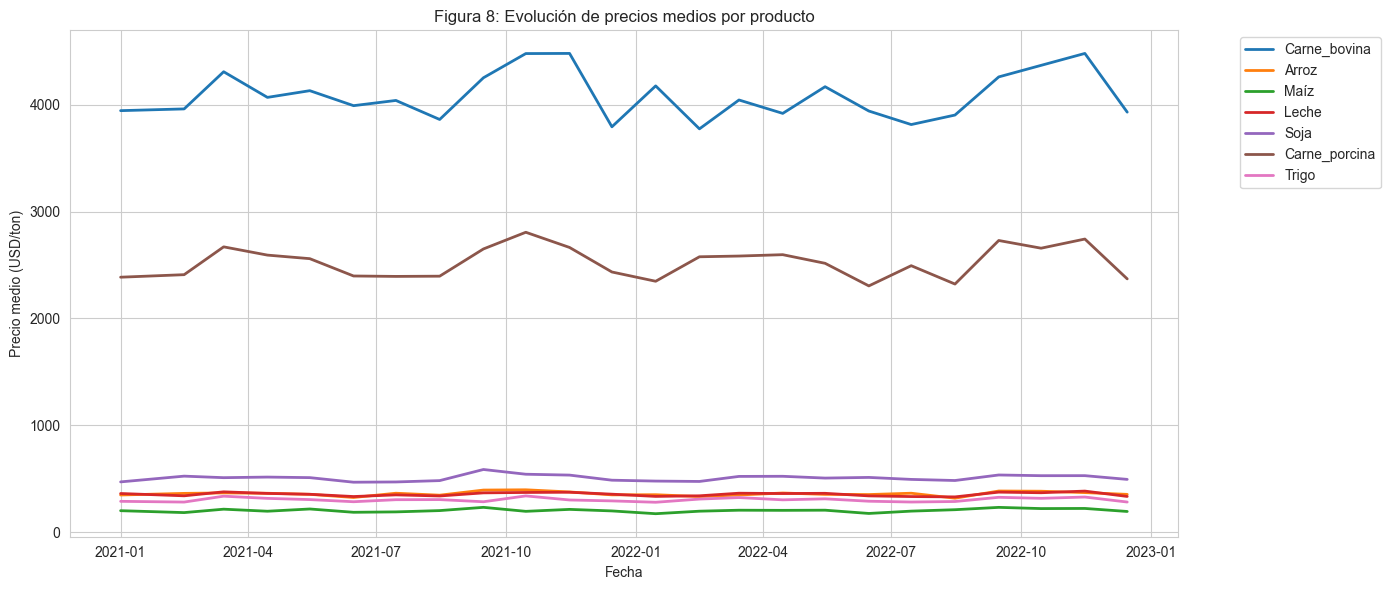 Figura 8: Evolución de precios medios por producto
Carne_bovina
Arroz
Maíz
Leche
Soja
Carne_porcina
Trigo
Precio medio (USD/ton)
4000
3000
2000
1000
0
2021-01
2021-04
2021-07
2021-10
2022-01
2022-04
2022-07
2022-10
2023-01
Fecha